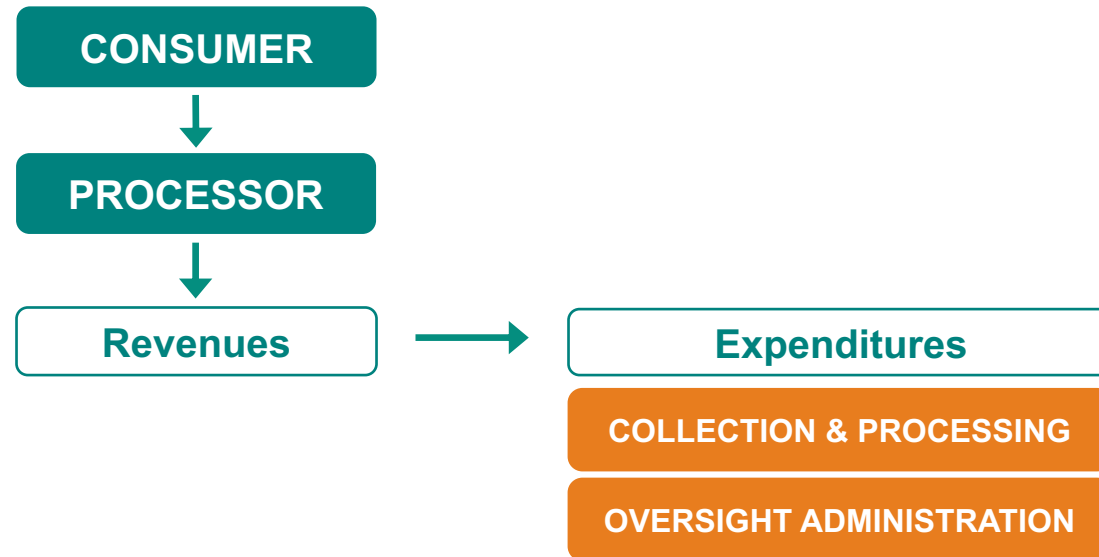 CONSUMER
PROCESSOR
Revenues
Expenditures
COLLECTION & PROCESSING
OVERSIGHT ADMINISTRATION